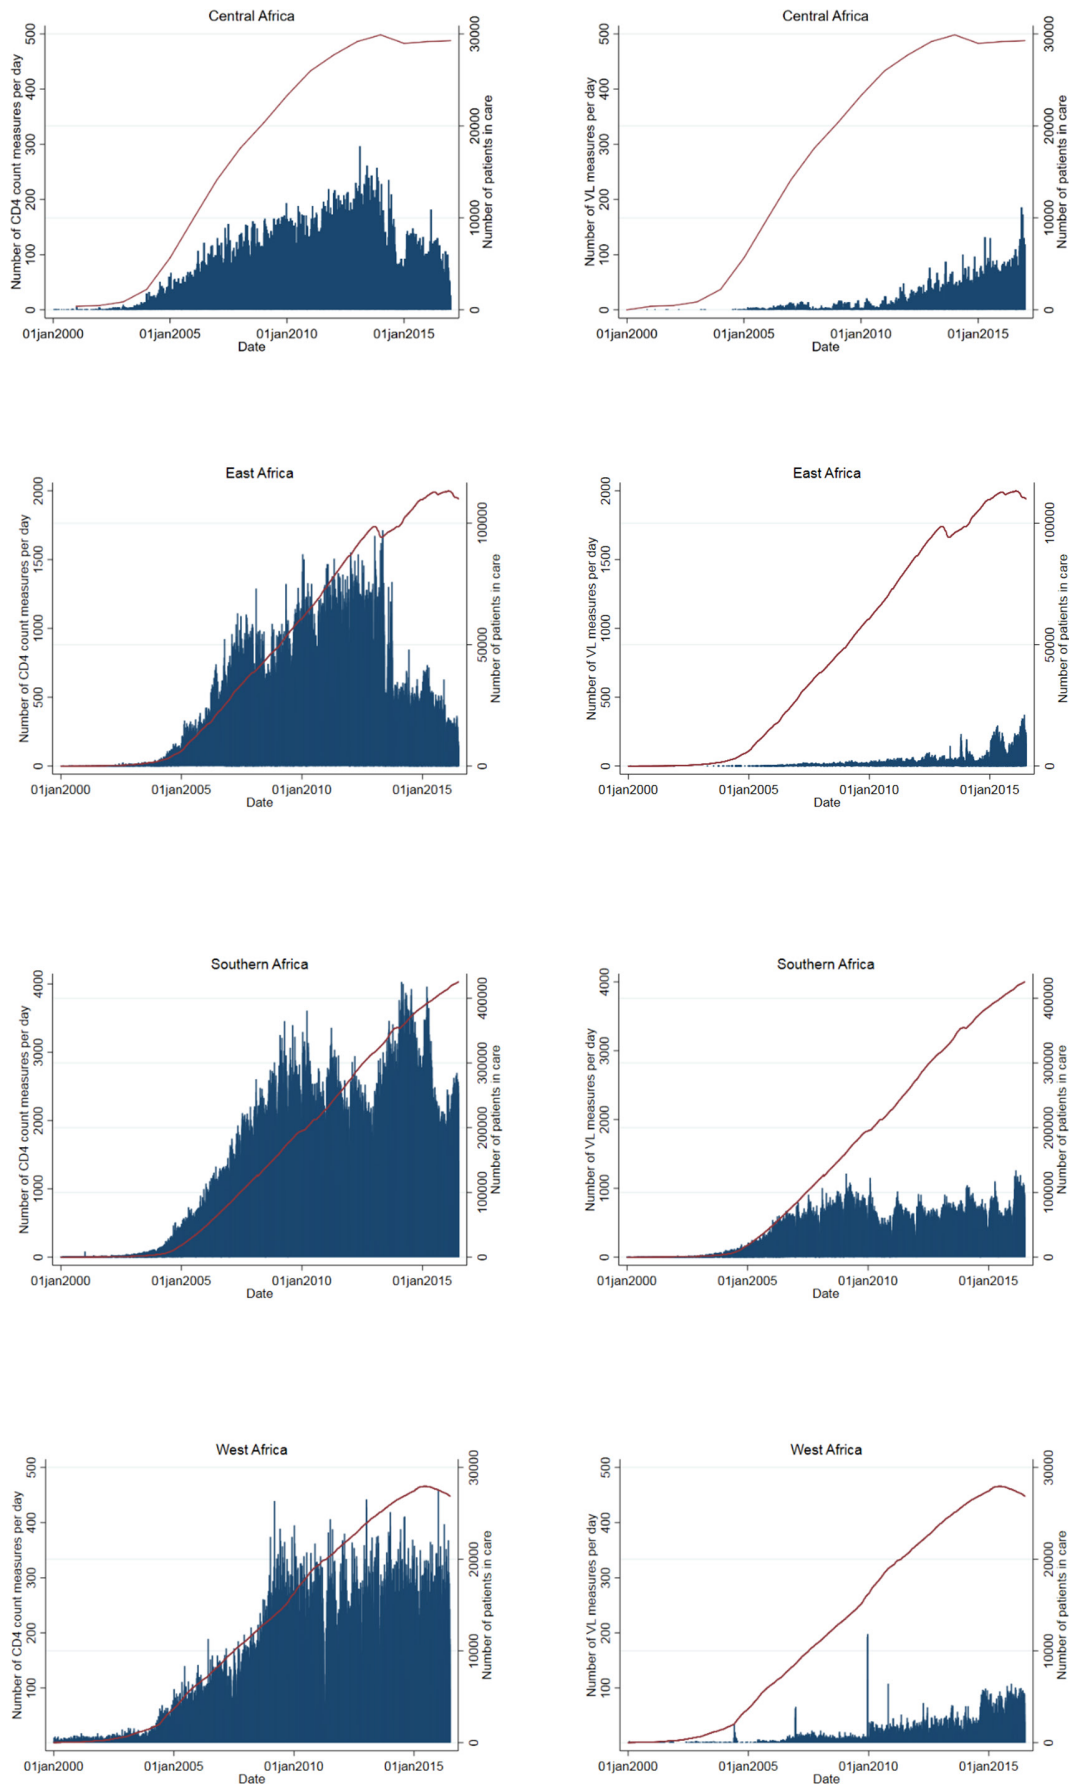 Central Africa
Number of CD4 count measures per day
500
400
300
200
100
0
30000
20000
10000
0
Number of patients in care
01jan2000 01jan2005 01jan2010 01jan2015
Date
Central Africa
Number of VL measures per day
500
400
300
200
100
0
30000
20000
10000
0
Number of patients in care
01jan2000 01jan2005 01jan2010 01jan2015
Date
East Africa
Number of CD4 count measures per day
2000
1500
1000
500
0
100000
50000
0
Number of patients in care
01jan2000 01jan2005 01jan2010 01jan2015
Date
East Africa
Number of VL measures per day
2000
1500
1000
500
0
100000
50000
0
Number of patients in care
01jan2000 01jan2005 01jan2010 01jan2015
Date
Southern Africa
Number of CD4 count measures per day
4000
3000
2000
1000
0
400000
300000
200000
100000
0
Number of patients in care
01jan2000 01jan2005 01jan2010 01jan2015
Date
Southern Africa
Number of VL measures per day
4000
3000
2000
1000
0
400000
300000
200000
100000
0
Number of patients in care
01jan2000 01jan2005 01jan2010 01jan2015
Date
West Africa
Number of CD4 count measures per day
500
400
300
200
100
30000
20000
10000
0
Number of patients in care
01jan2000 01jan2005 01jan2010 01jan2015
Date
West Africa
Number of VL measures per day
500
400
300
200
100
30000
20000
10000
0
Number of patients in care
01jan2000 01jan2005 01jan2010 01jan2015
Date